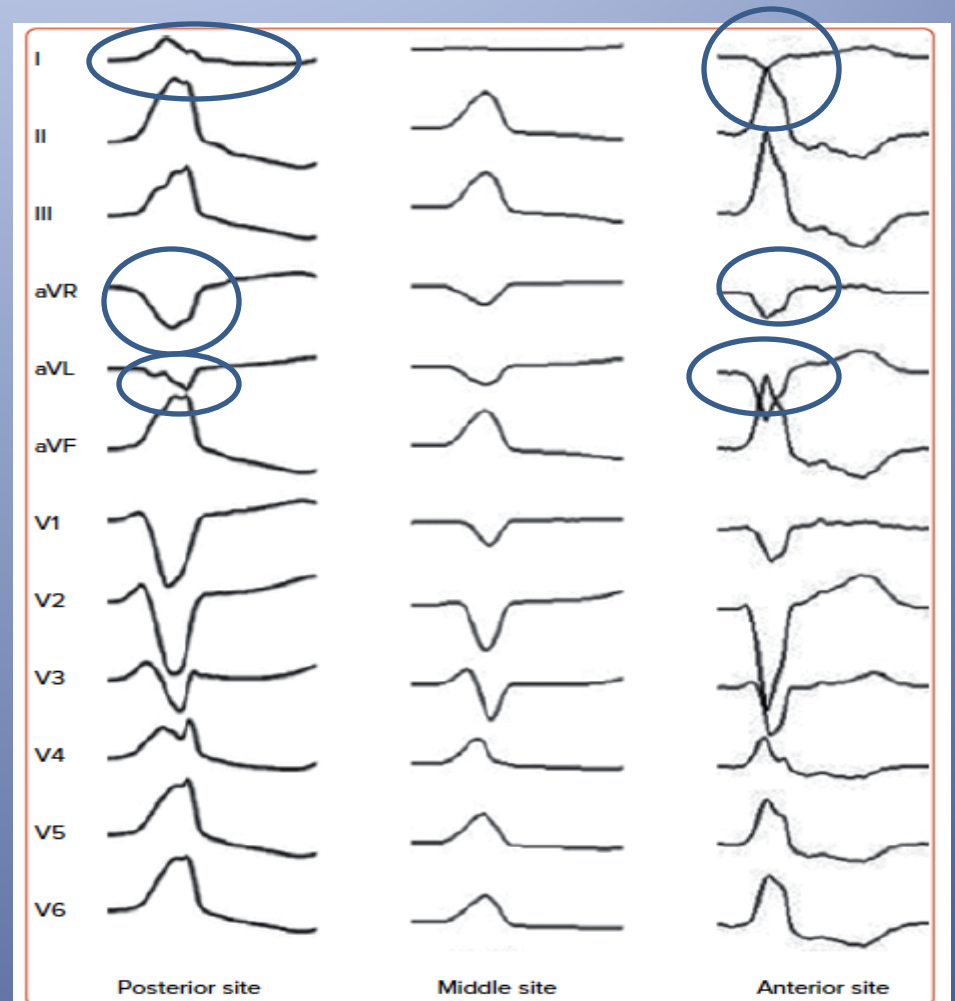 I
II
III
aVR
aVL
aVF
V1
V2
V3
V4
V5
V6
Posterior site Middle site Anterior site